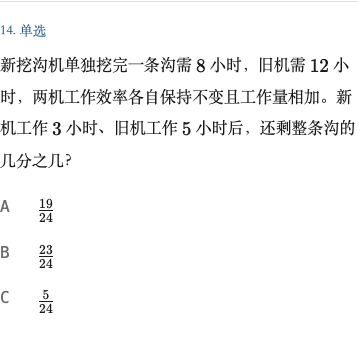 14. 单选
新挖沟机单独挖完一条沟需 8 小时，旧机需 12 小
时，两机工作效率各自保持不变且工作量相加。新
机工作 3 小时、旧机工作 5 小时后，还剩整条沟的
几分之几？
A 19/24
B 23/24
C 5/24